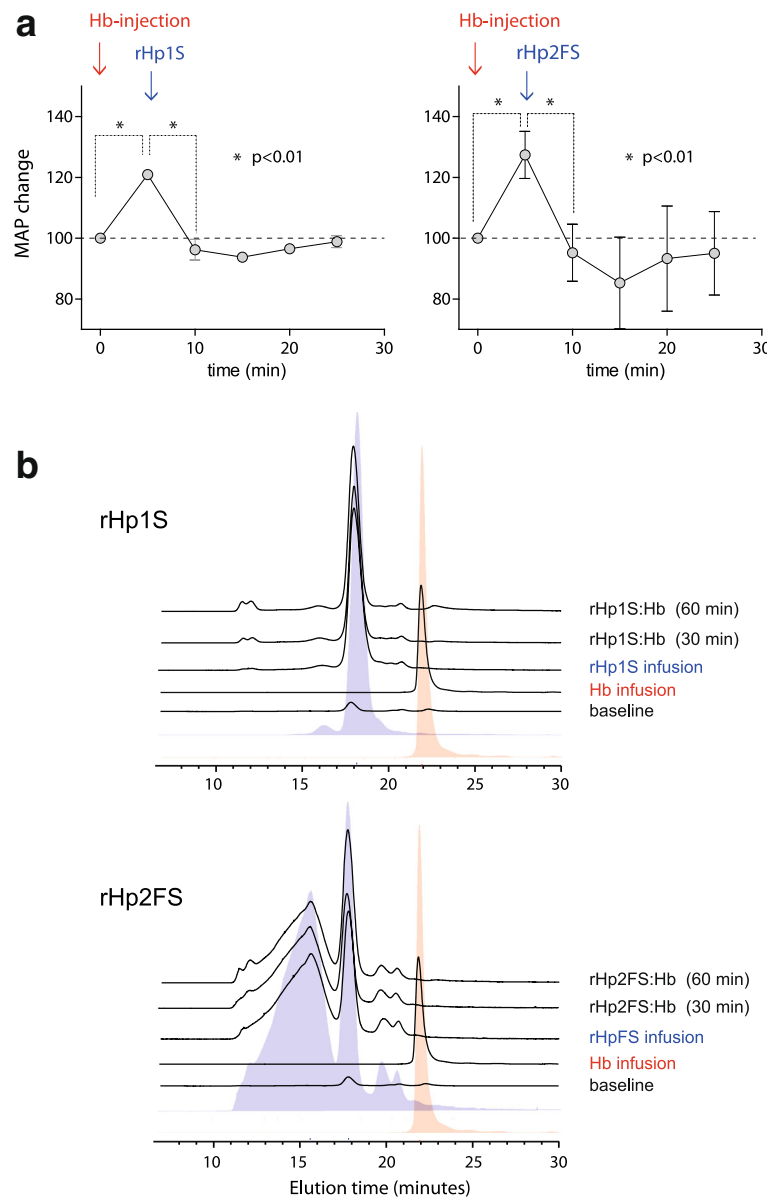 a
Hb-injection
rHp1S
MAP change
140
120
100
80
* *
* p<0.01
0 10 20 30
time (min)
Hb-injection
rHp2FS
140
120
100
80
* *
* p<0.01
0 10 20 30
time (min)
b
rHp1S
rHp1S:Hb (60 min)
rHp1S:Hb (30 min)
rHp1S infusion
Hb infusion
baseline
10 15 20 25 30
rHp2FS
rHp2FS:Hb (60 min)
rHp2FS:Hb (30 min)
rHpFS infusion
Hb infusion
baseline
10 15 20 25 30
Elution time (minutes)